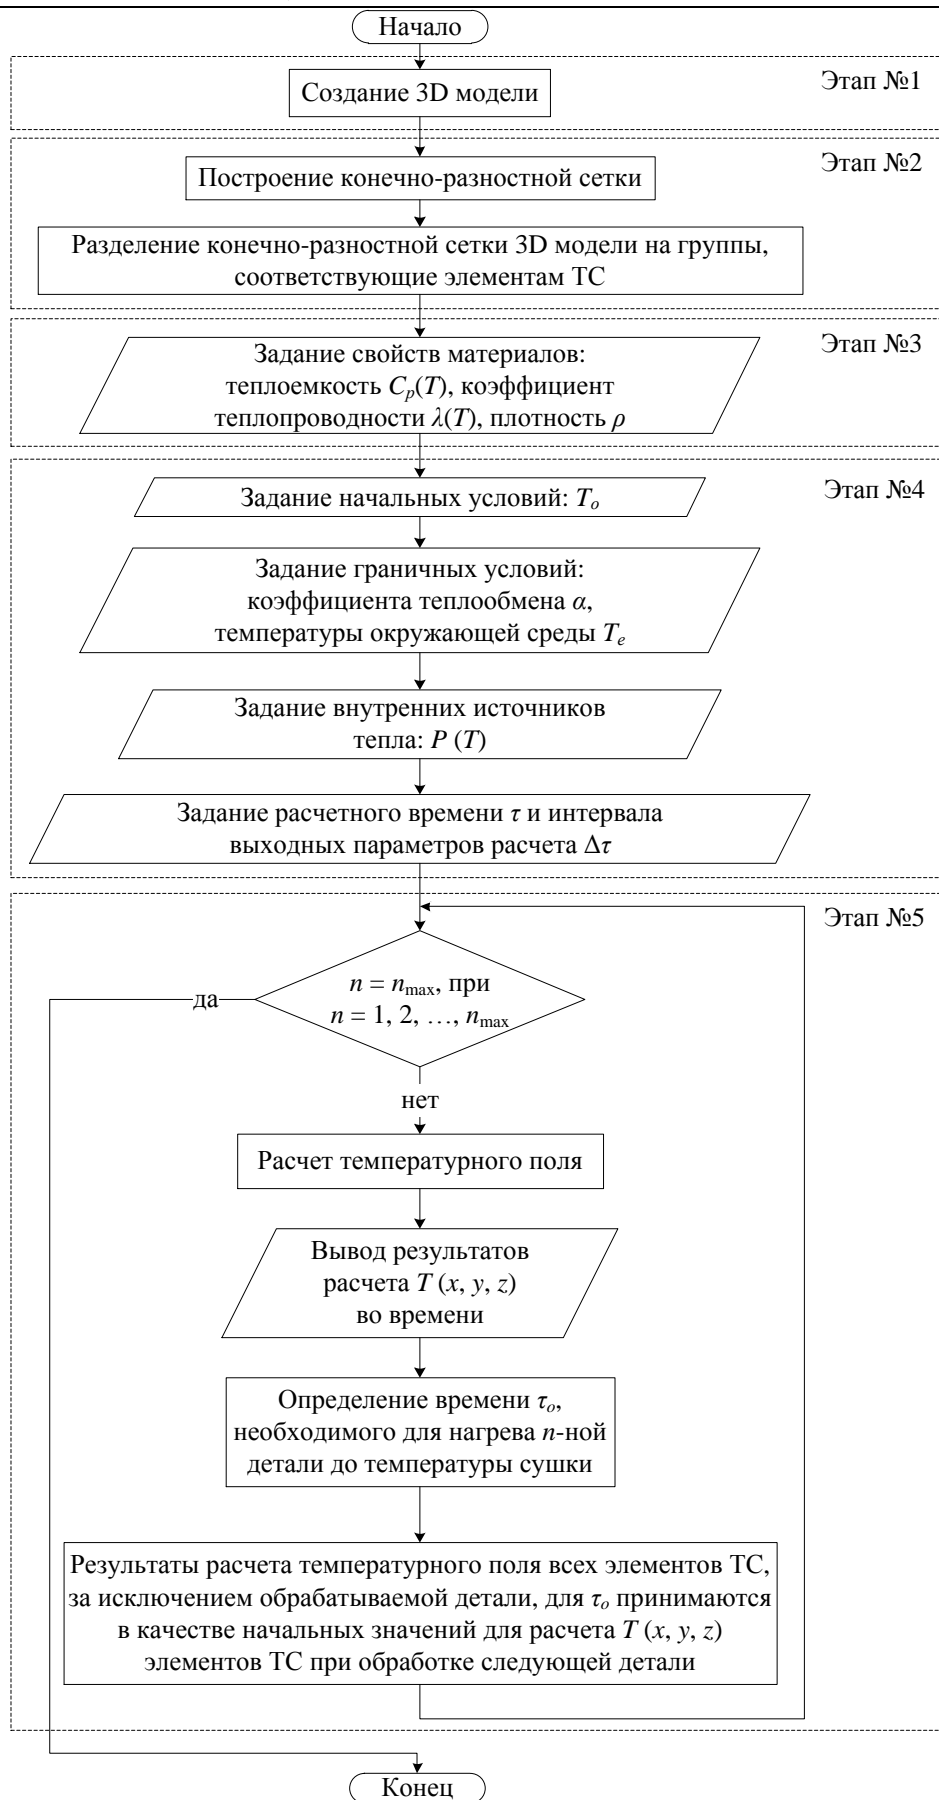 Начало
Этап №1
Создание 3D модели
Этап №2
Построение конечно-разностной сетки
Разделение конечно-разностной сетки 3D модели на группы,
соответствующие элементам ТС
Этап №3
Задание свойств материалов:
теплоемкость Cp(T), коэффициент
теплопроводности λ(T), плотность ρ
Этап №4
Задание начальных условий: To
Задание граничных условий:
коэффициента теплообмена α,
температуры окружающей среды Te
Задание внутренних источников
тепла: P (T)
Задание расчетного времени τ и интервала
выходных параметров расчета Δτ
Этап №5
n = nmax, при
n = 1, 2, …, nmax
да
нет
Расчет температурного поля
Вывод результатов
расчета T (x, y, z)
во времени
Определение времени τo,
необходимого для нагрева n-ной
детали до температуры сушки
Результаты расчета температурного поля всех элементов ТС,
за исключением обрабатываемой детали, для τo принимаются
в качестве начальных значений для расчета T (x, y, z)
элементов ТС при обработке следующей детали
Конец